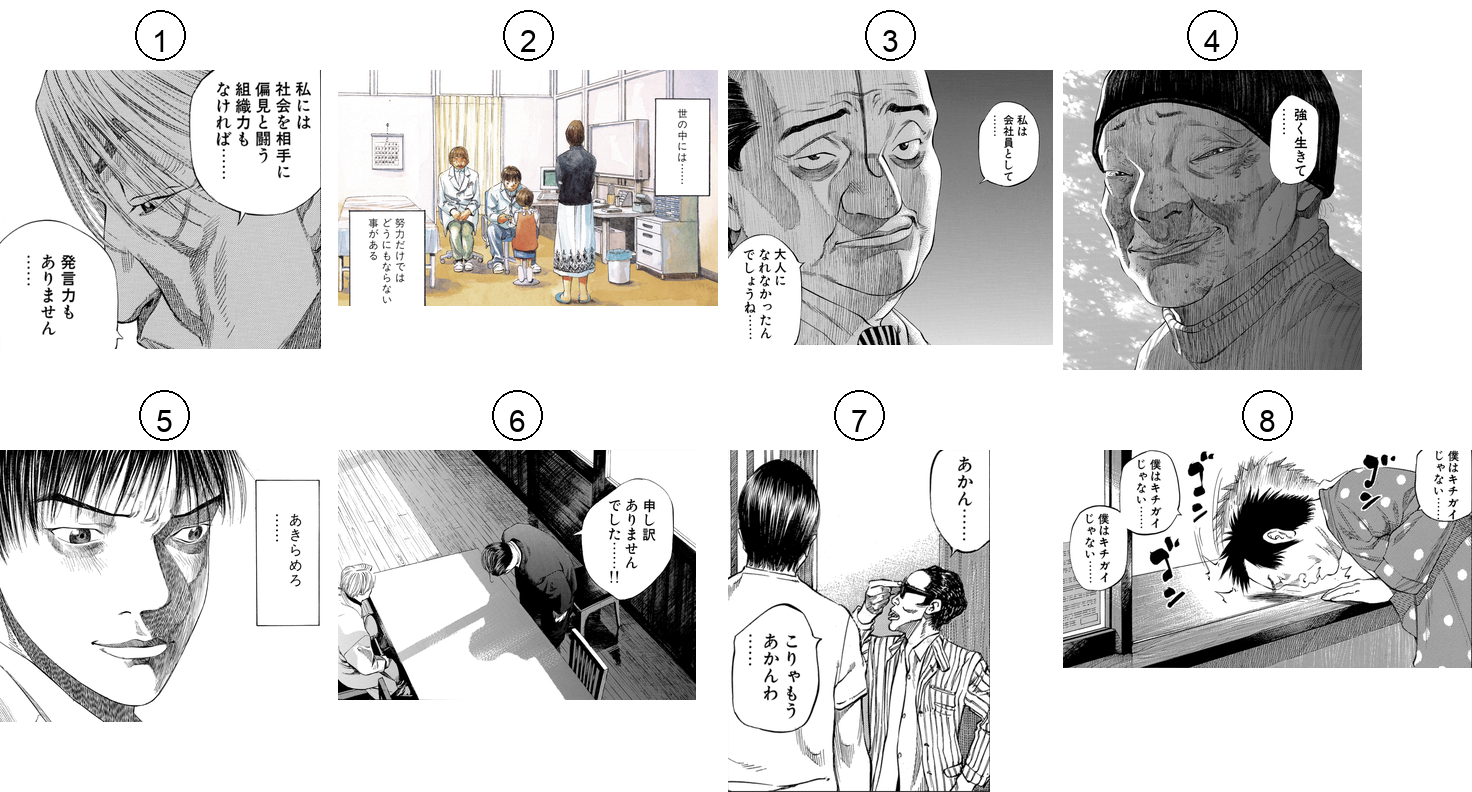 1
私には
社会を相手に
偏見と闘う
組織力も
なければ……
発言力も
ありません
……
2
世の中には……
努力だけでは
どうにもならない
事がある
3
私は
会社員として
……
大人に
なれなかったん
でしょうね…
4
強く生きて
……
5
あきらめろ
……
6
申し訳
ありません
でした……!!
7
あかん……
こりゃもう
あかんわ
……
8
僕はキチガイ
じゃない……
ゴン
僕はキチガイ
じゃない……
ゴン
僕はキチガイ
じゃない……
ゴン